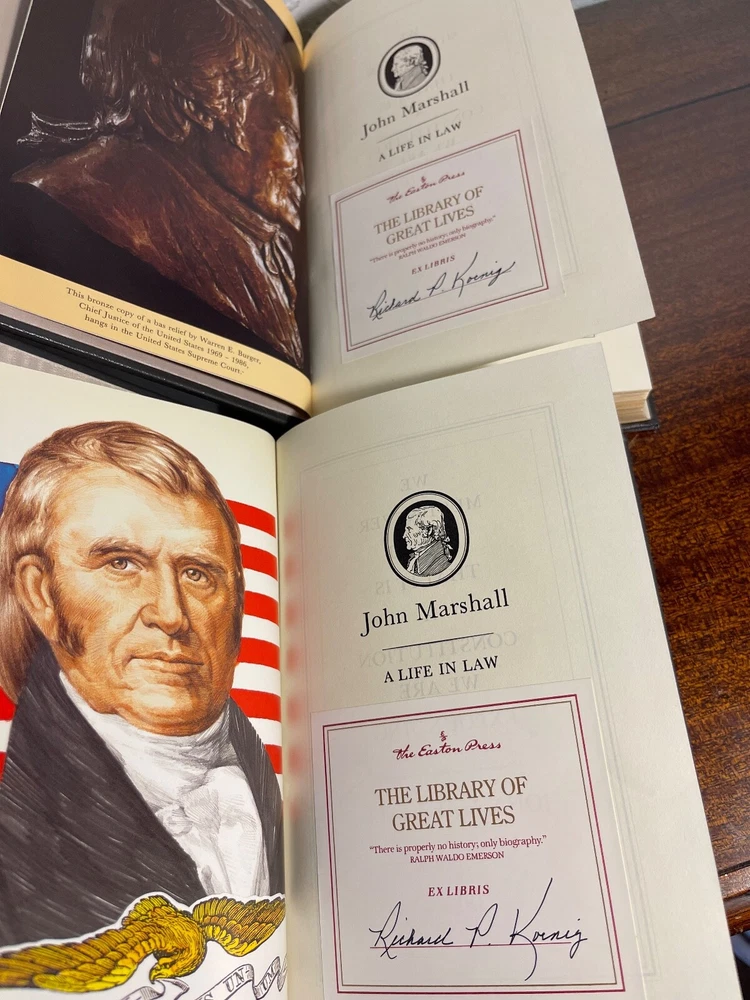 John Marshall
A LIFE IN LAW
The Easton Press
THE LIBRARY OF
GREAT LIVES
"There is properly no history; only biography."
RALPH WALDO EMERSON
EX LIBRIS
Richard P. Koenig
This bronze copy of a bas relief by Warren E. Burger,
Chief Justice of the United States 1969 - 1986,
hangs in the United States Supreme Court.
John Marshall
A LIFE IN LAW
The Easton Press
THE LIBRARY OF
GREAT LIVES
"There is properly no history; only biography."
RALPH WALDO EMERSON
EX LIBRIS
Richard P. Koenig
UN-